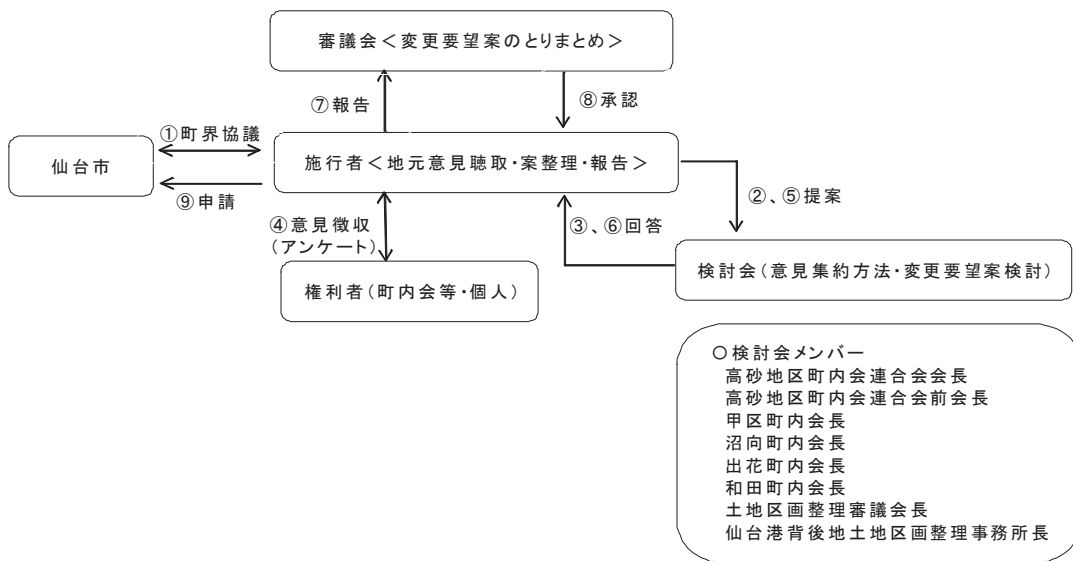 審議会＜変更要望案のとりまとめ＞
⑦報告
⑧承認
①町界協議
仙台市
施行者＜地元意見聴取・案整理・報告＞
⑨申請
②、⑤提案
④意見徴収
（アンケート）
③、⑥回答
検討会（意見集約方法・変更要望案検討）
権利者（町内会等・個人）
○検討会メンバー
高砂地区町内会連合会会長
高砂地区町内会連合会前会長
甲区町内会長
沼向町内会長
出花町内会長
和田町内会長
土地区画整理審議会長
仙台港背後地土地区画整理事務所長